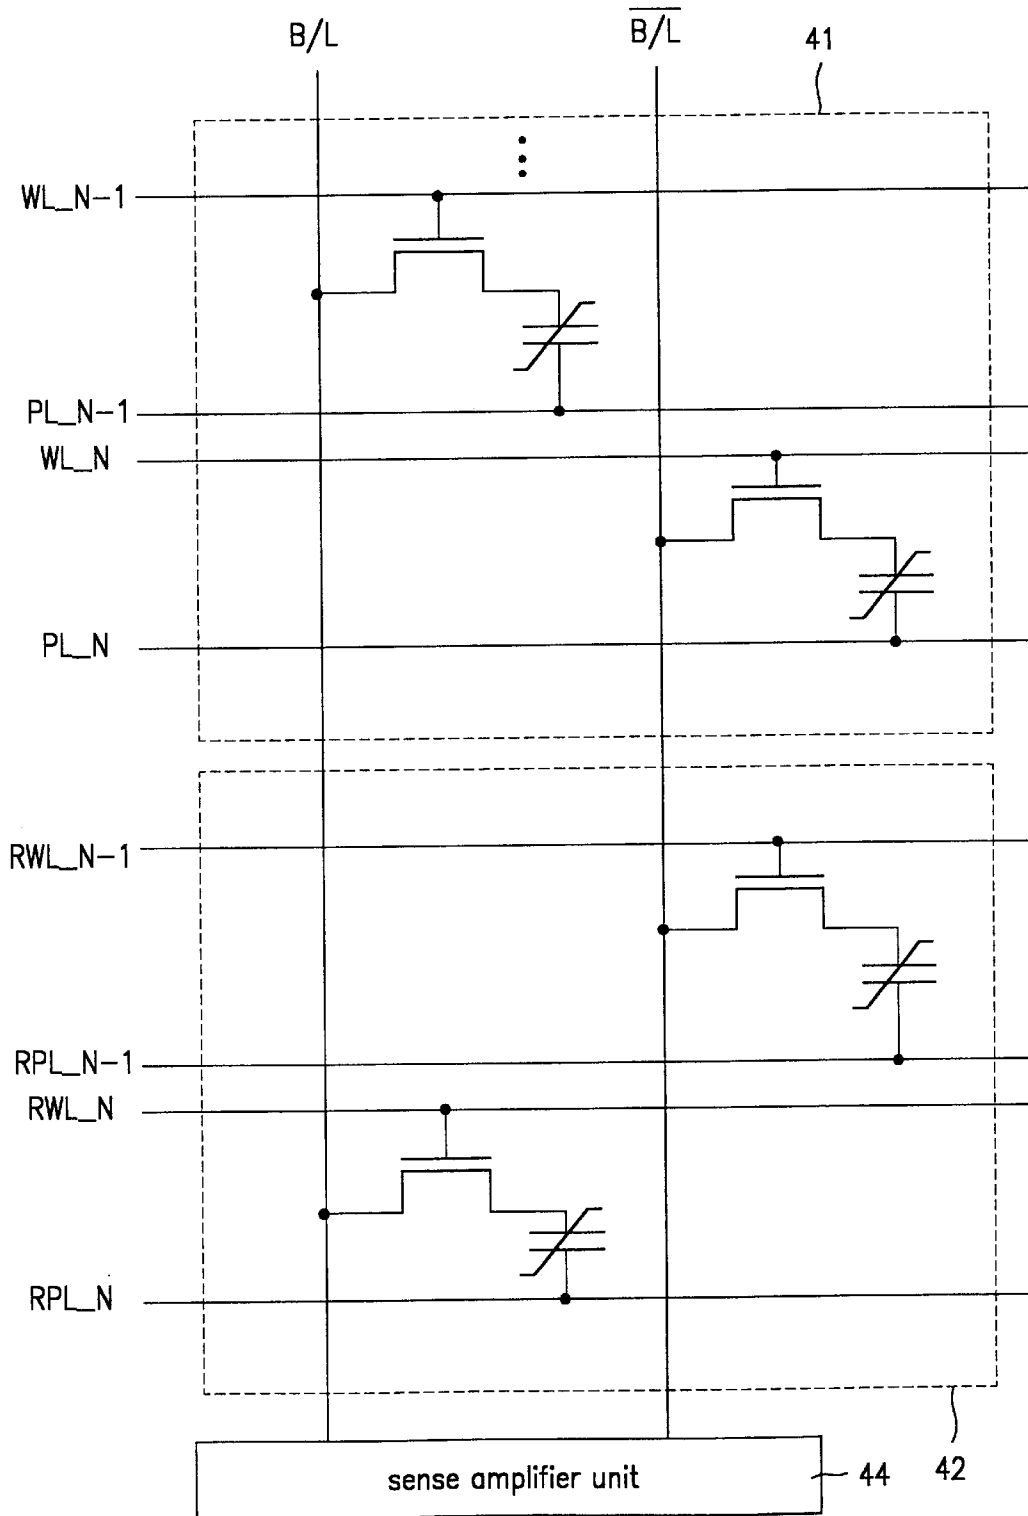 B/L
B/L
41
WL_N-1
PL_N-1
WL_N
PL_N
RWL_N-1
RPL_N-1
RWL_N
RPL_N
sense amplifier unit
44
42